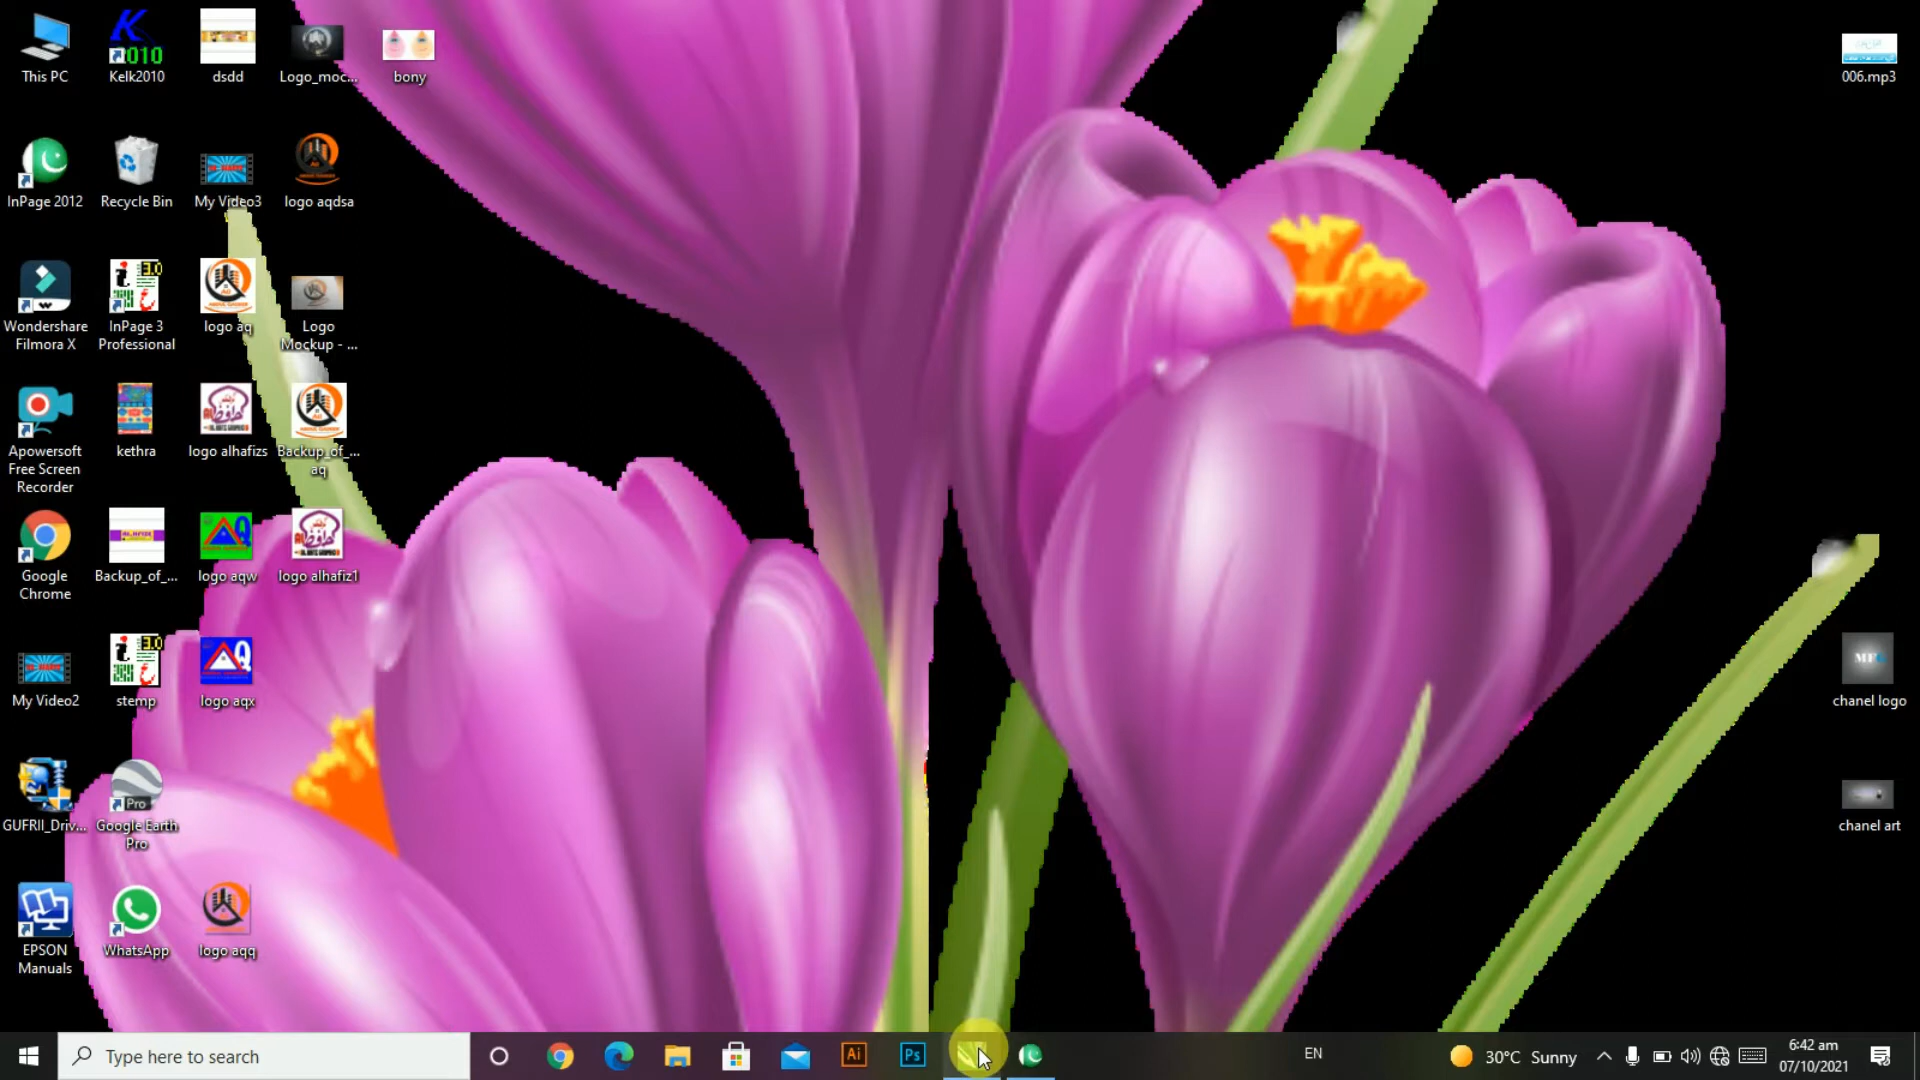 This PC
Kelk2010
dsdd
Logo_moc...
bony
006.mp3
InPage 2012
Recycle Bin
My Video3
logo aqdsa
Wondershare
Filmora X
InPage 3
Professional
logo aq
Logo
Mockup - ...
Apowersoft
Free Screen
Recorder
kethra
logo alhafizs
Backup_of_...
aq
Google
Chrome
Backup_of_...
logo aqw
logo alhafiz1
My Video2
stemp
logo aqx
chanel logo
GUFRII_Driv...
Google Earth
Pro
chanel art
EPSON
Manuals
WhatsApp
logo aqq
Type here to search
Ai
Ps
EN
30°C Sunny
6:42 am
07/10/2021